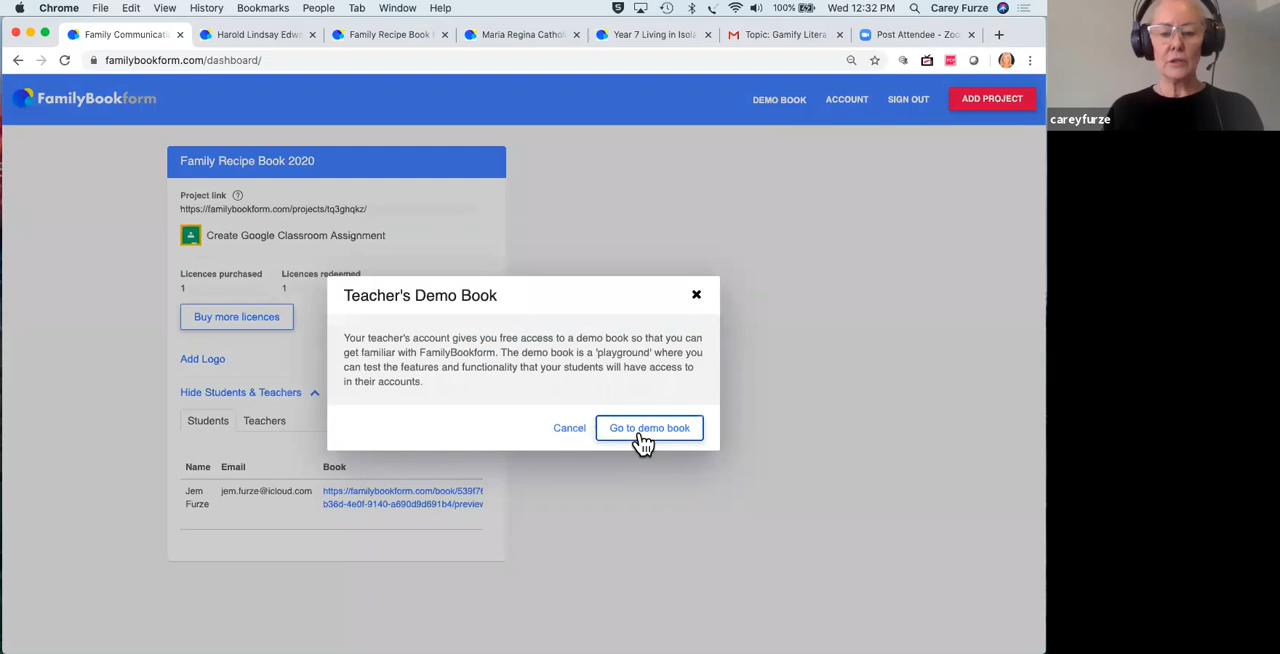 Chrome File Edit View History Bookmarks People Tab Window Help 100% Wed 12:32 PM Carey Furze
Family Communicati Harold Lindsay Edwa Family Recipe Book Maria Regina Cathol Year 7 Living in Isola Topic: Gamify Litera Post Attendee - Zoo
familybookform.com/dashboard/
FamilyBookform DEMO BOOK ACCOUNT SIGN OUT ADD PROJECT
careyfurze
Family Recipe Book 2020
Project link ?
https://familybookform.com/projects/tq3ghqkz/
Create Google Classroom Assignment
Licences purchased Licences redeemed
1 1
Buy more licences
Add Logo
Hide Students & Teachers
Students Teachers
Name Email Book
Jem jem.furze@icloud.com https://familybookform.com/book/539f76
Furze b36d-4e0f-9140-a690d9d691b4/preview
Teacher's Demo Book
Your teacher's account gives you free access to a demo book so that you can
get familiar with FamilyBookform. The demo book is a 'playground' where you
can test the features and functionality that your students will have access to
in their accounts.
Cancel Go to demo book